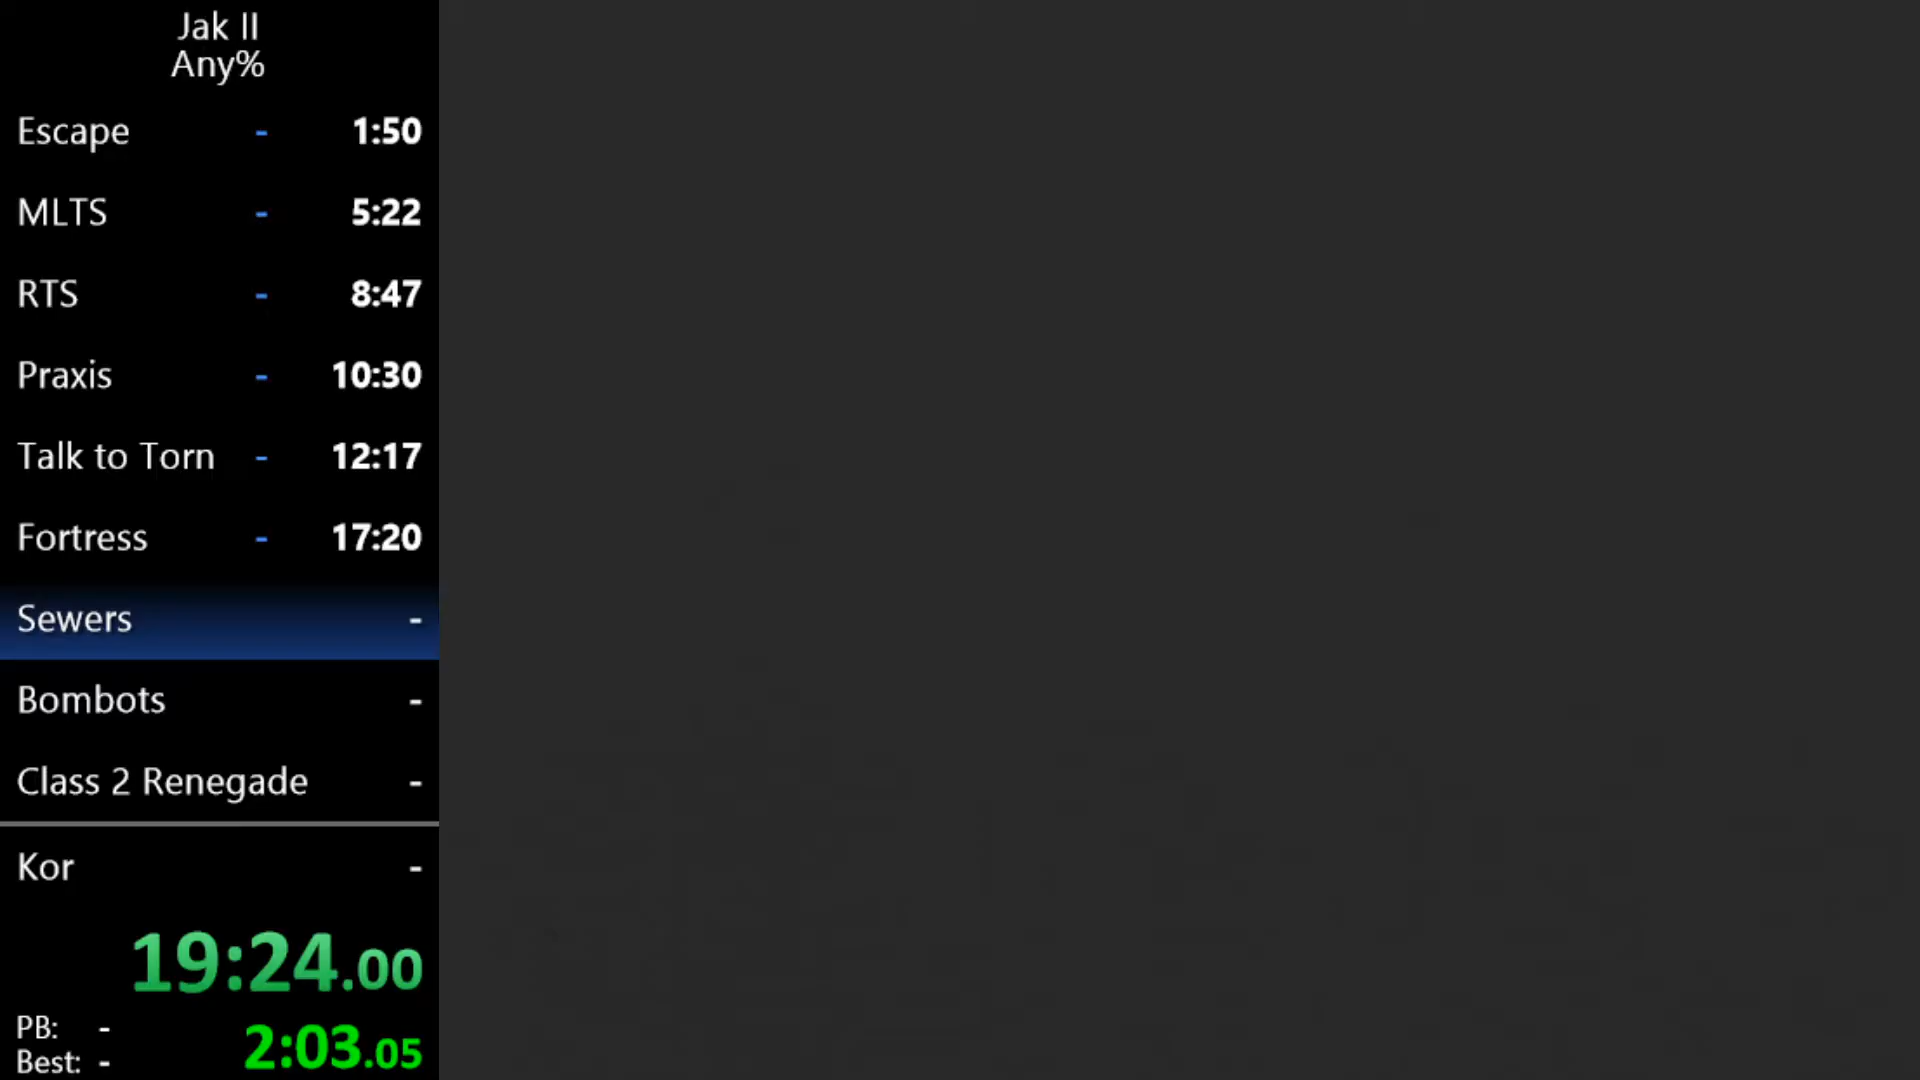 Jak II
Any%
Escape - 1:50
MLTS - 5:22
RTS - 8:47
Praxis - 10:30
Talk to Torn - 12:17
Fortress - 17:20
Sewers -
Bombots -
Class 2 Renegade -
Kor -
19:24.00
PB: -
Best: - 2:03.05